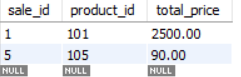 sale_id product_id total_price
1 101 2500.00
5 105 90.00
NULL NULL NULL